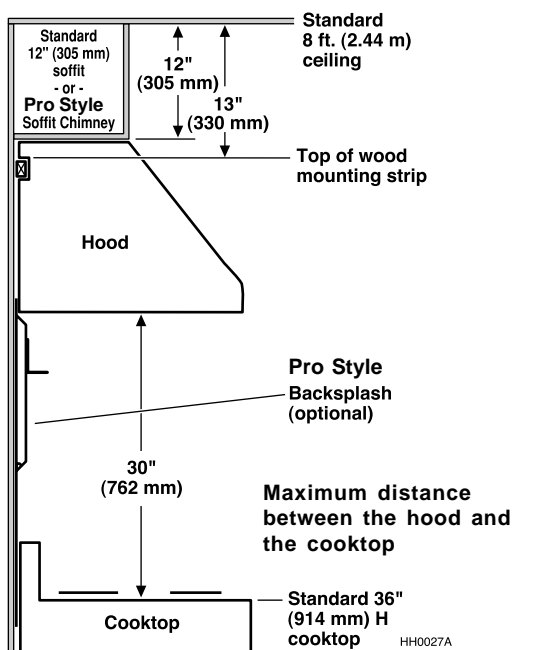 Standard
12" (305 mm)
soffit
- or -
Pro Style
Soffit Chimney
12"
(305 mm)
13"
(330 mm)
Standard
8 ft. (2.44 m)
ceiling
Top of wood
mounting strip
Hood
Pro Style
Backsplash
(optional)
30"
(762 mm)
Maximum distance
between the hood and
the cooktop
Cooktop
Standard 36"
(914 mm) H
cooktop
HH0027A